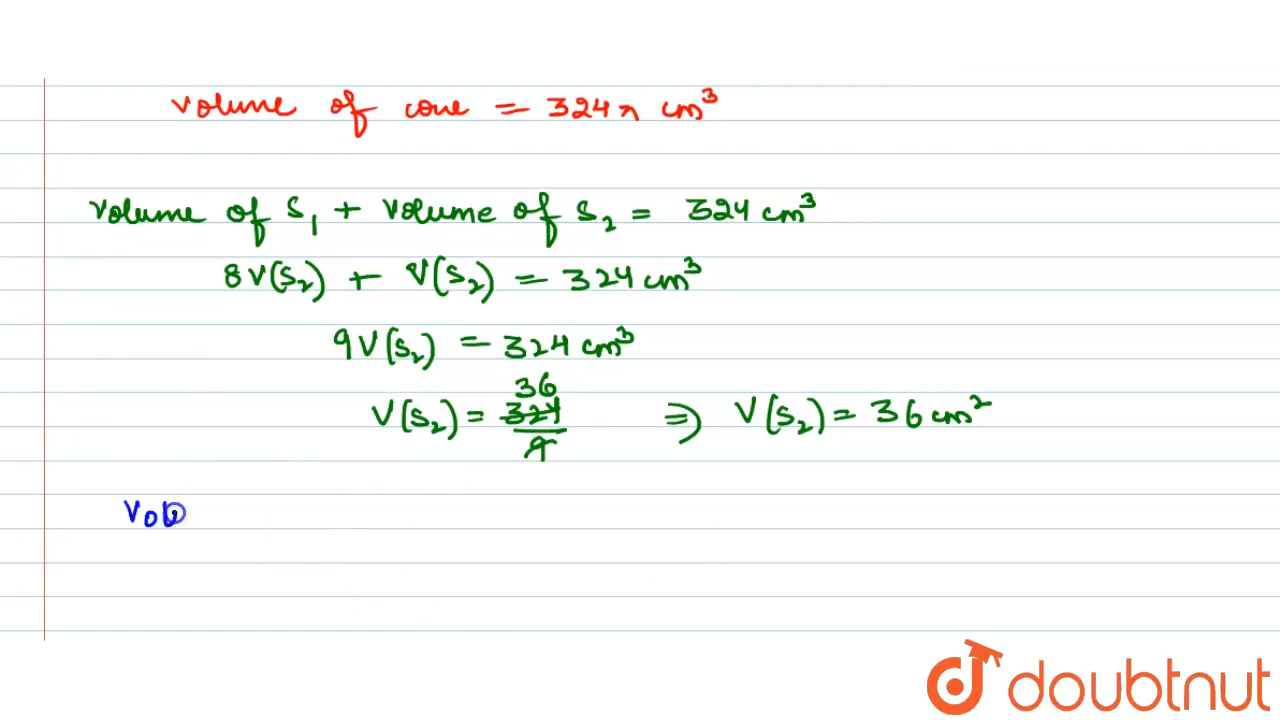 volume of cone = 324π cm³
volume of S₁ + volume of S₂ = 324 cm³
8V(S₂) + V(S₂) = 324 cm³
9V(S₂) = 324 cm³
36
V(S₂) = 324/9 ⇒ V(S₂) = 36 cm²
Vol
doubtnut